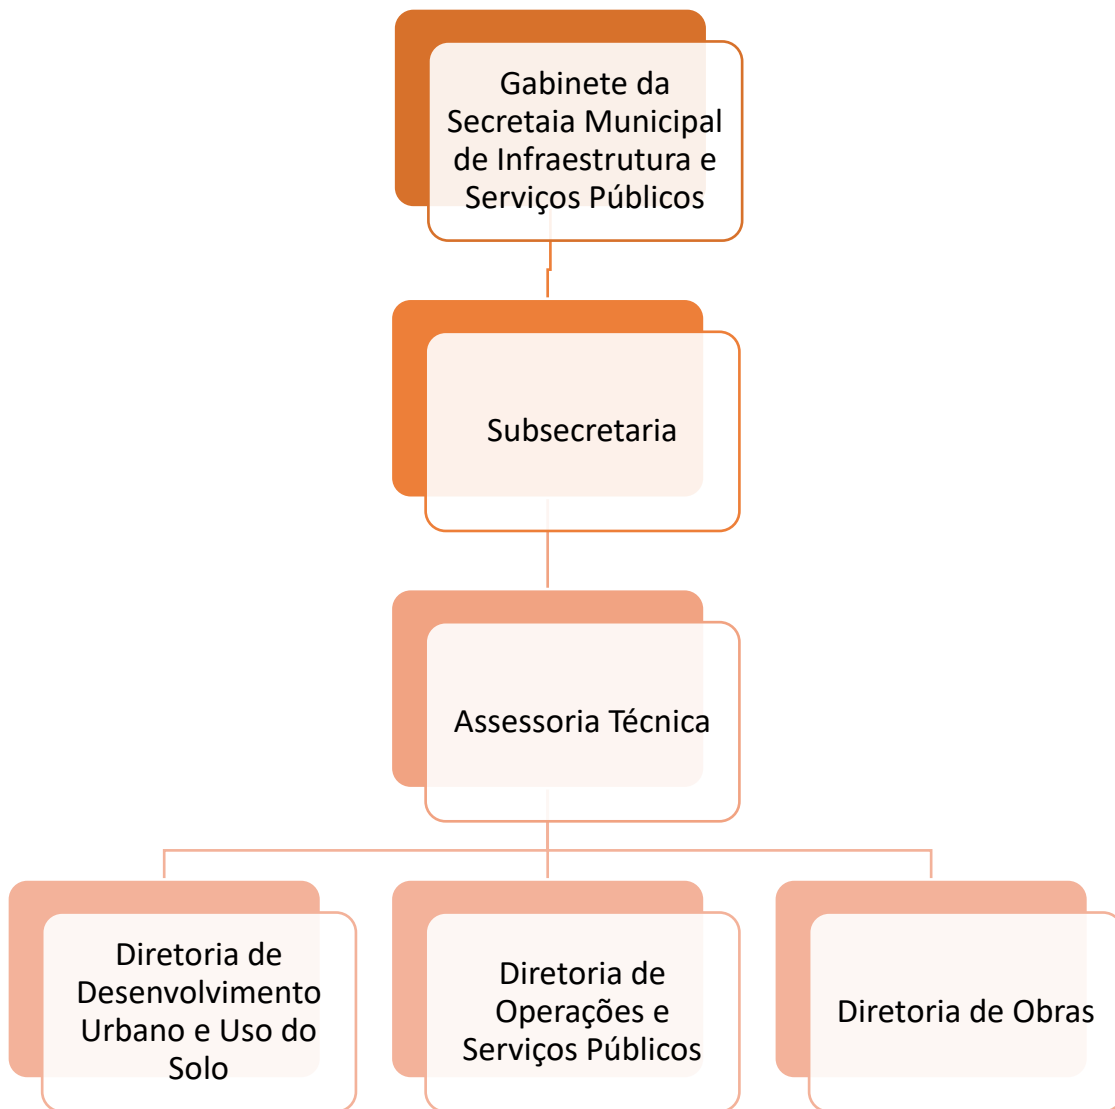 Gabinete da
Secretaia Municipal
de Infraestrutura e
Serviços Públicos
Subsecretaria
Assessoria Técnica
Diretoria de
Desenvolvimento
Urbano e Uso do
Solo
Diretoria de
Operações e
Serviços Públicos
Diretoria de Obras